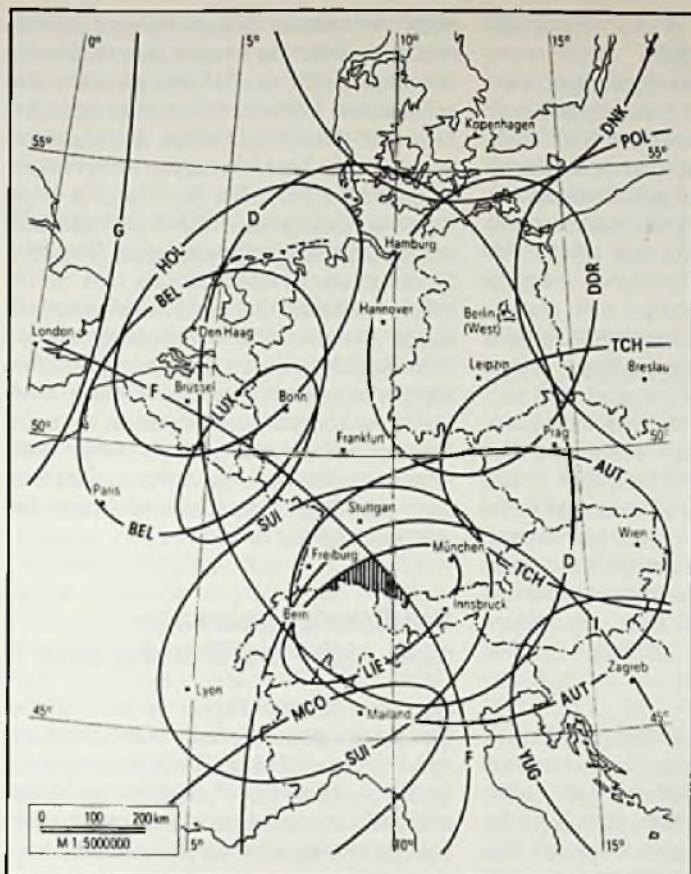 0° 5° 10° 15°
Kopenhagen
DNK
POL
55° 55°
G HOL D
BEL
Hamburg
DDR
London
Den Haag
Hannover
Berlin
(West)
TCH
Leipzin
Breslau
F
Brüssel
LUX
Bonn
50° 50°
Frankfurt
Prag
AUT
Paris
BEL
SUI
Stuttgart
Wien
Freiburg
München
TCH
D
Innsbruck
Bern
LIE
Zagreb
Lyon
MCO
Mailand
AUT
45° 45°
SUI
F
YUG
0 100 200 km
M 1:5000000
5° 10° 15°